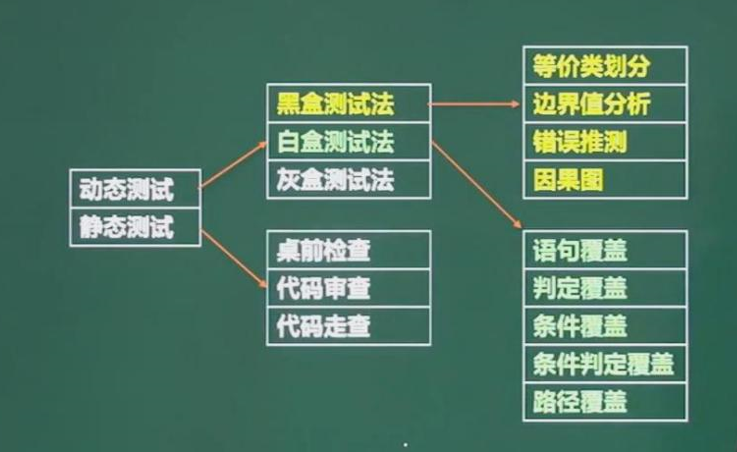 动态测试
静态测试
黑盒测试法
白盒测试法
灰盒测试法
桌前检查
代码审查
代码走查
等价类划分
边界值分析
错误推测
因果图
语句覆盖
判定覆盖
条件覆盖
条件判定覆盖
路径覆盖